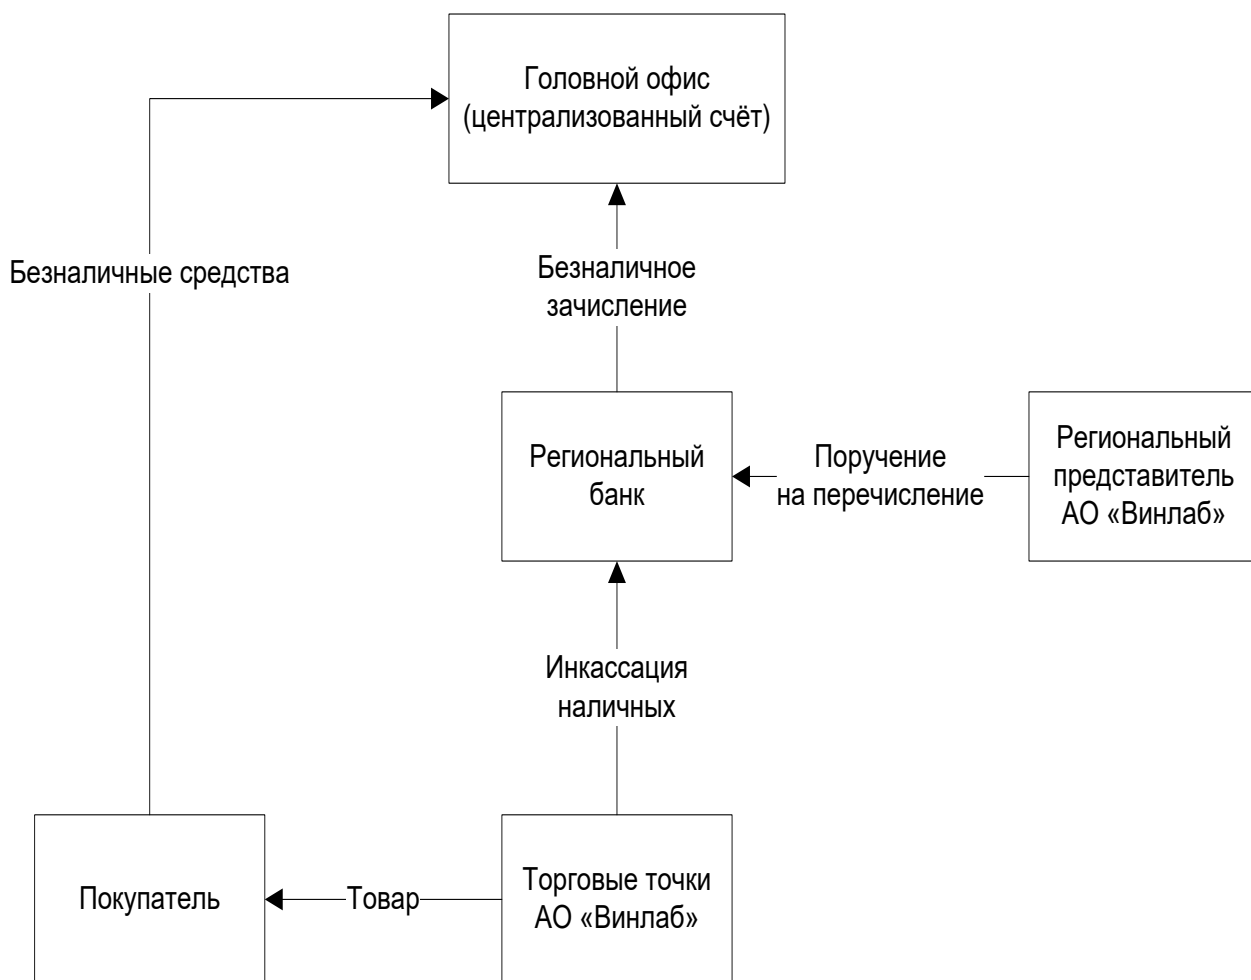 Головной офис
(централизованный счёт)
Безналичные средства
Безналичное
зачисление
Региональный
банк
Поручение
на перечисление
Региональный
представитель
АО «Винлаб»
Инкассация
наличных
Покупатель
Товар
Торговые точки
АО «Винлаб»